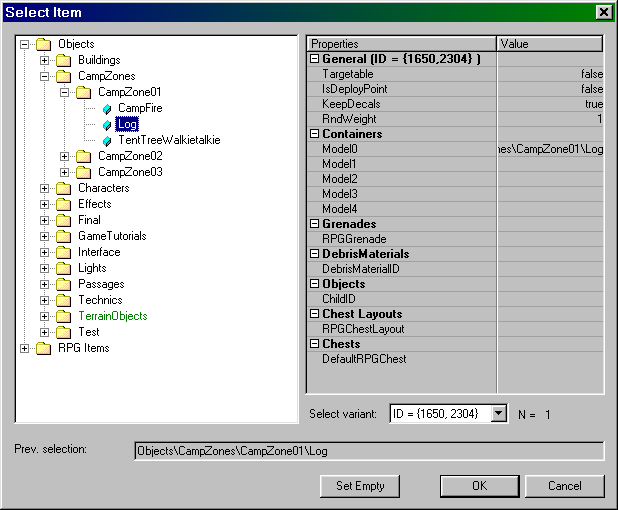 Select Item
Objects
Buildings
CampZones
CampZone01
CampFire
Log
TentTreeWalkietalkie
CampZone02
CampZone03
Characters
Effects
Final
GameTutorials
Interface
Lights
Passages
Technics
TerrainObjects
Test
RPG Items
Properties Value
General (ID = {1650,2304} )
Targetable false
IsDeployPoint false
KeepDecals true
RndWeight 1
Containers
Model0 nes\CampZone01\Log
Model1
Model2
Model3
Model4
Grenades
RPGGrenade
DebrisMaterials
DebrisMaterialID
Objects
ChildID
Chest Layouts
RPGChestLayout
Chests
DefaultRPGChest
Select variant: ID = {1650, 2304} N = 1
Prev. selection: Objects\CampZones\CampZone01\Log
Set Empty OK Cancel